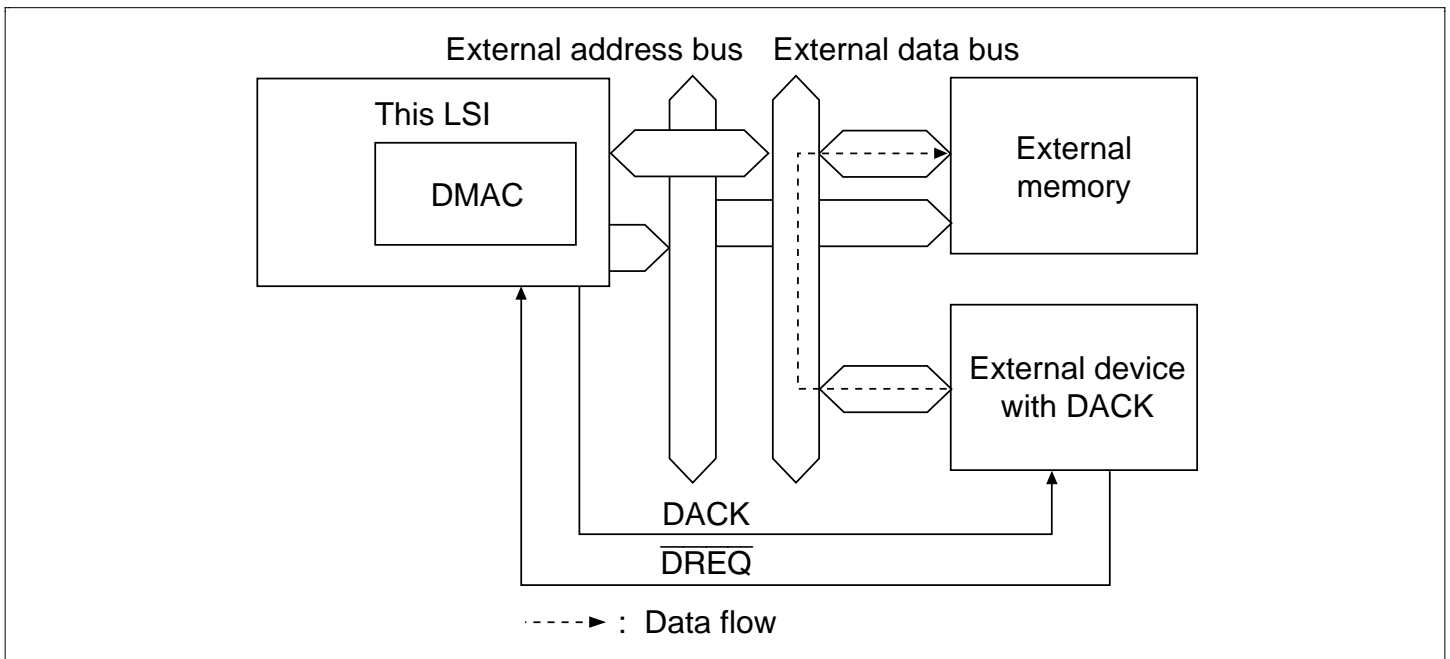 External address bus
External data bus
This LSI
DMAC
External
memory
External device
with DACK
DACK
DREQ
: Data flow